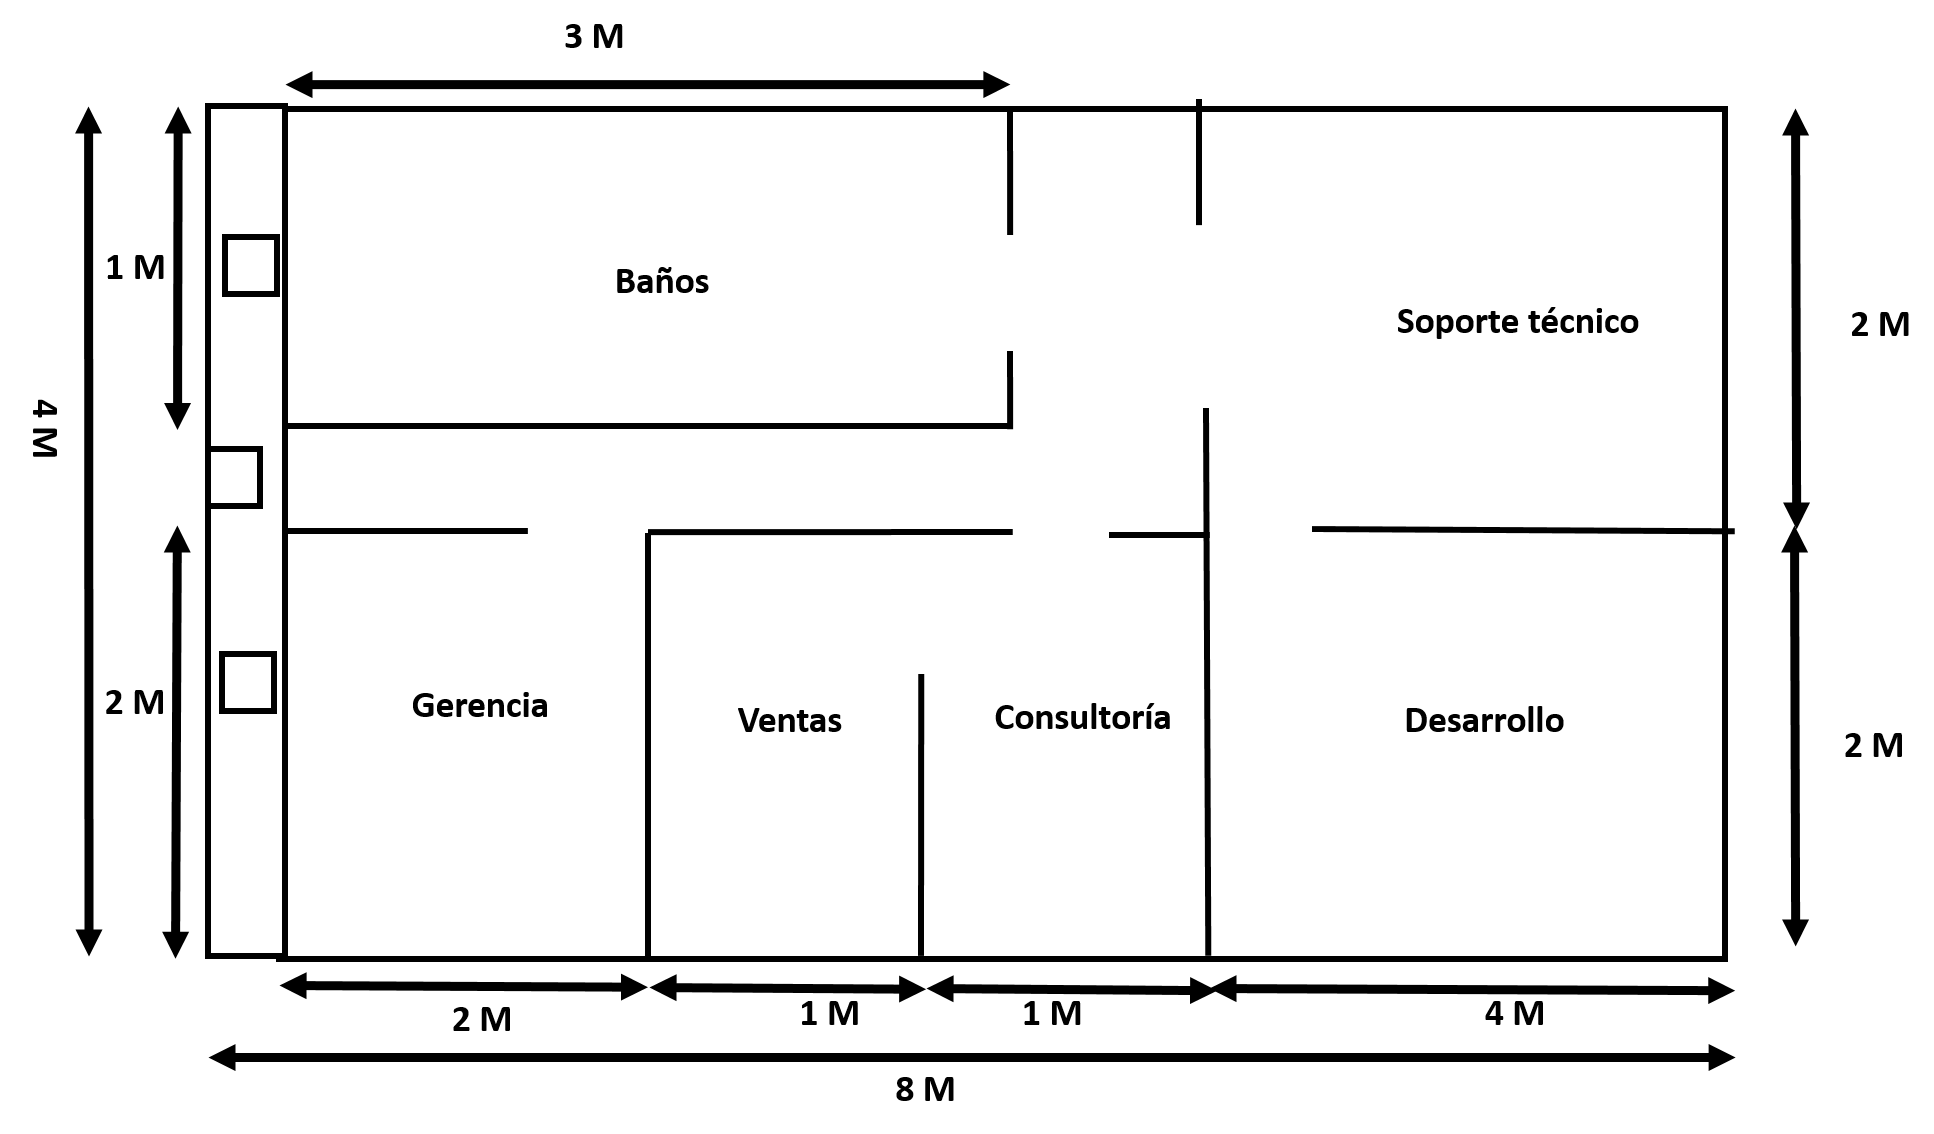 3 M
1 M
Baños
Soporte técnico
2 M
4 M
2 M
Gerencia
Ventas
Consultoría
Desarrollo
2 M
2 M
1 M
1 M
4 M
8 M